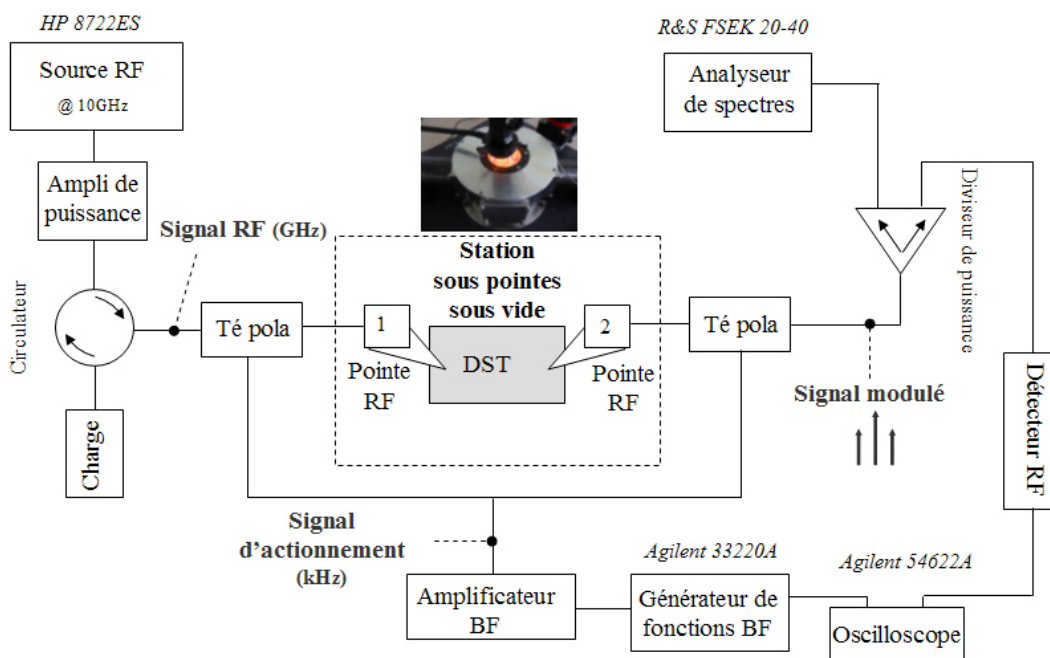 HP 8722ES
Source RF
@ 10GHz
Ampli de
puissance
Circulateur
Charge
Signal RF (GHz)
Té pola
Station
sous pointes
sous vide
1
Pointe
RF
DST
2
Pointe
RF
Té pola
R&S FSEK 20-40
Analyseur
de spectres
Diviseur de
puissance
Signal modulé
Détecteur RF
Signal
d'actionnement
(kHz)
Amplificateur
BF
Agilent 33220A
Générateur de
fonctions BF
Agilent 54622A
Oscilloscope